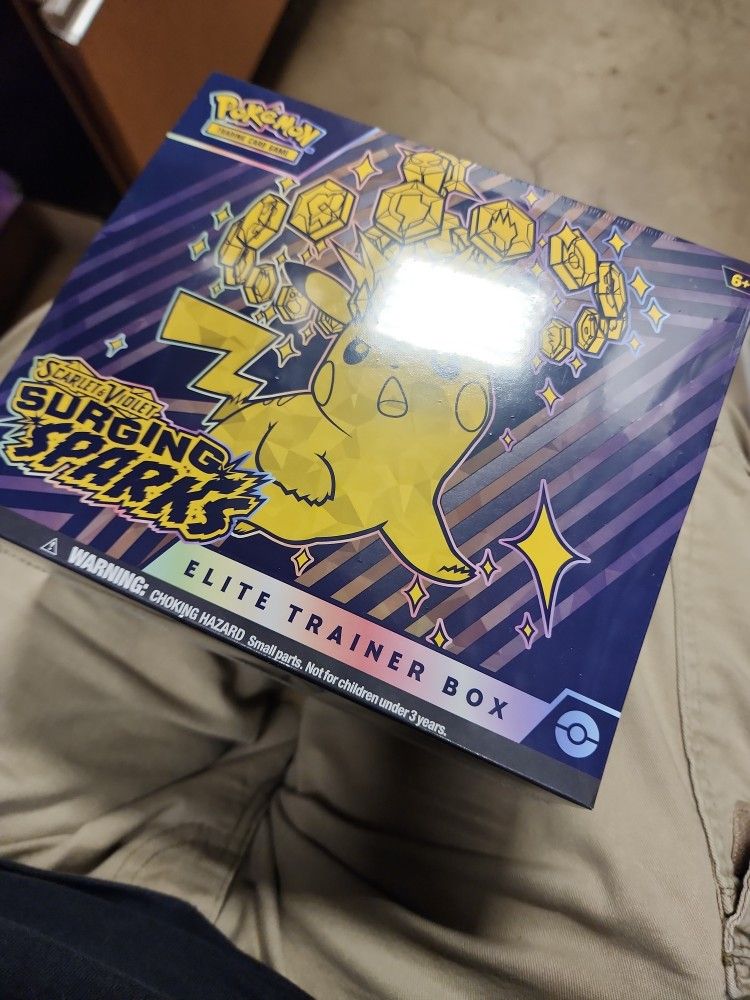 POKÉMON
TRADING CARD GAME
6+
SCARLET & VIOLET
SURGING
SPARKS
ELITE TRAINER BOX
WARNING: CHOKING HAZARD Small parts. Not for children under 3 years.